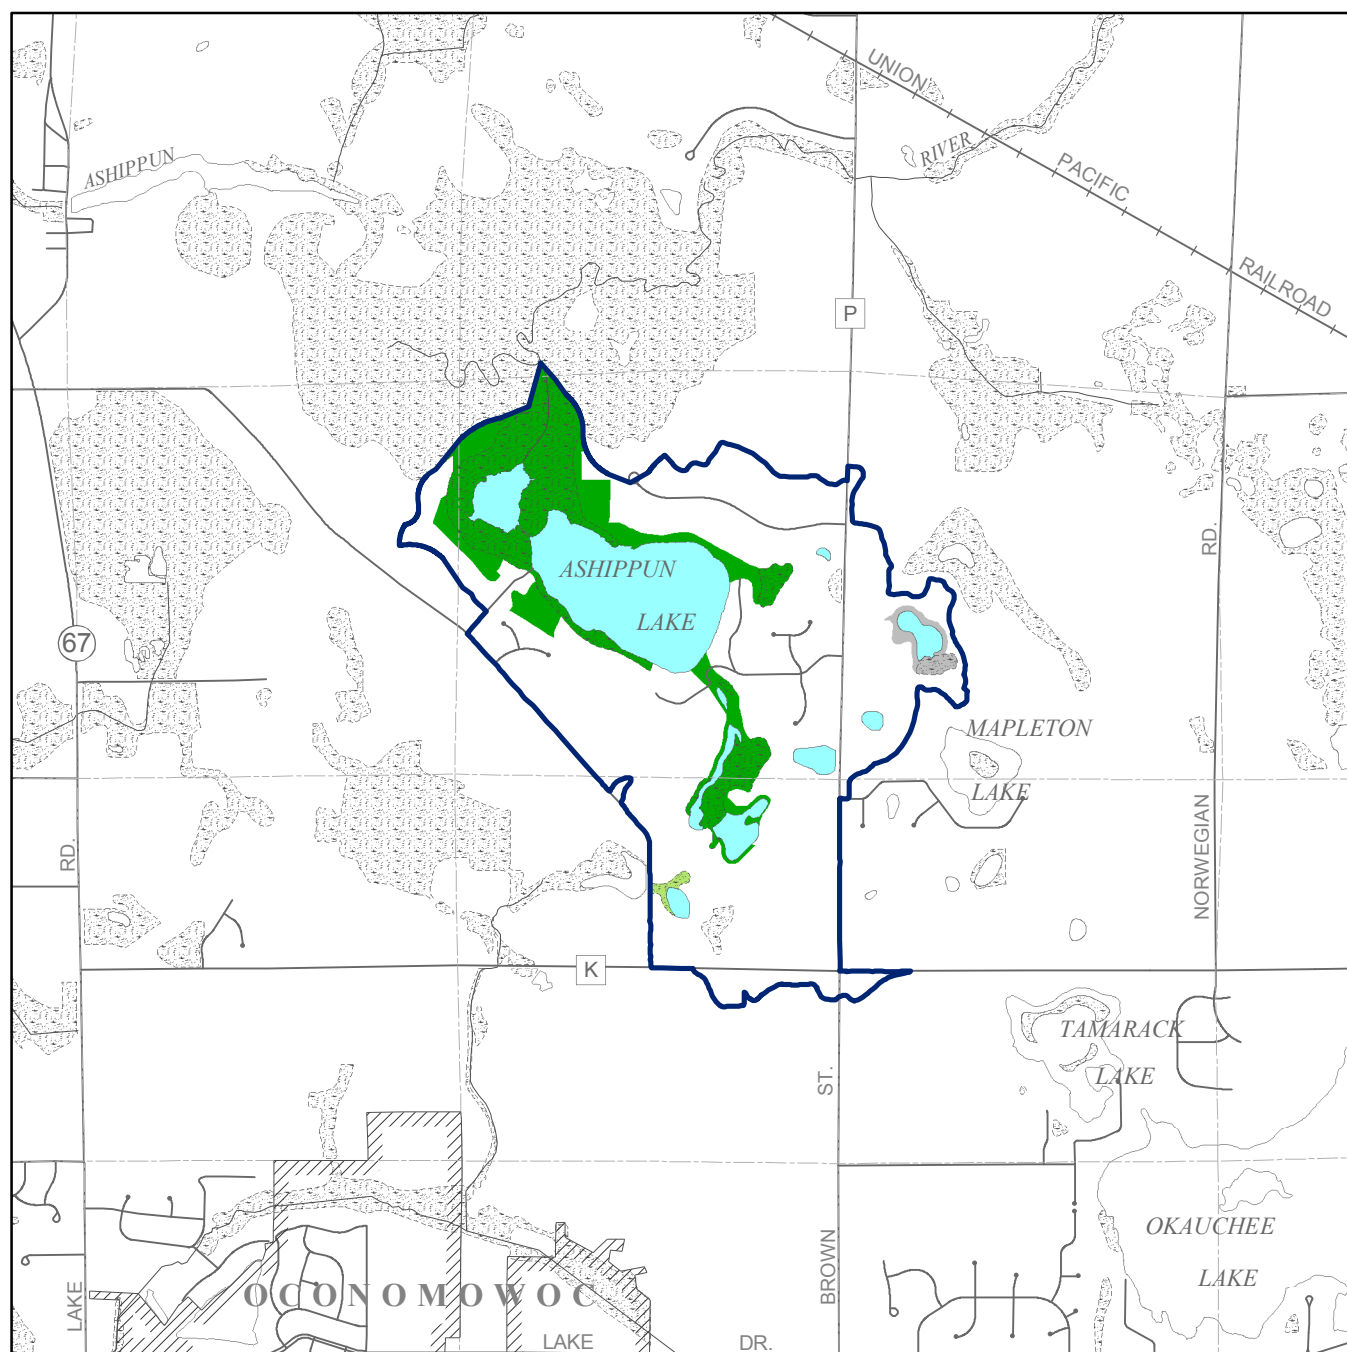 UNION
ASHIPPUN
RIVER
PACIFIC
RAILROAD
P
RD.
ASHIPPUN
LAKE
67
MAPLETON
LAKE
RD.
NORWEGIAN
K
TAMARACK
LAKE
ST.
OKAUCHEE
LAKE
BROWN
LAKE
OCONOMOWOC
LAKE DR.